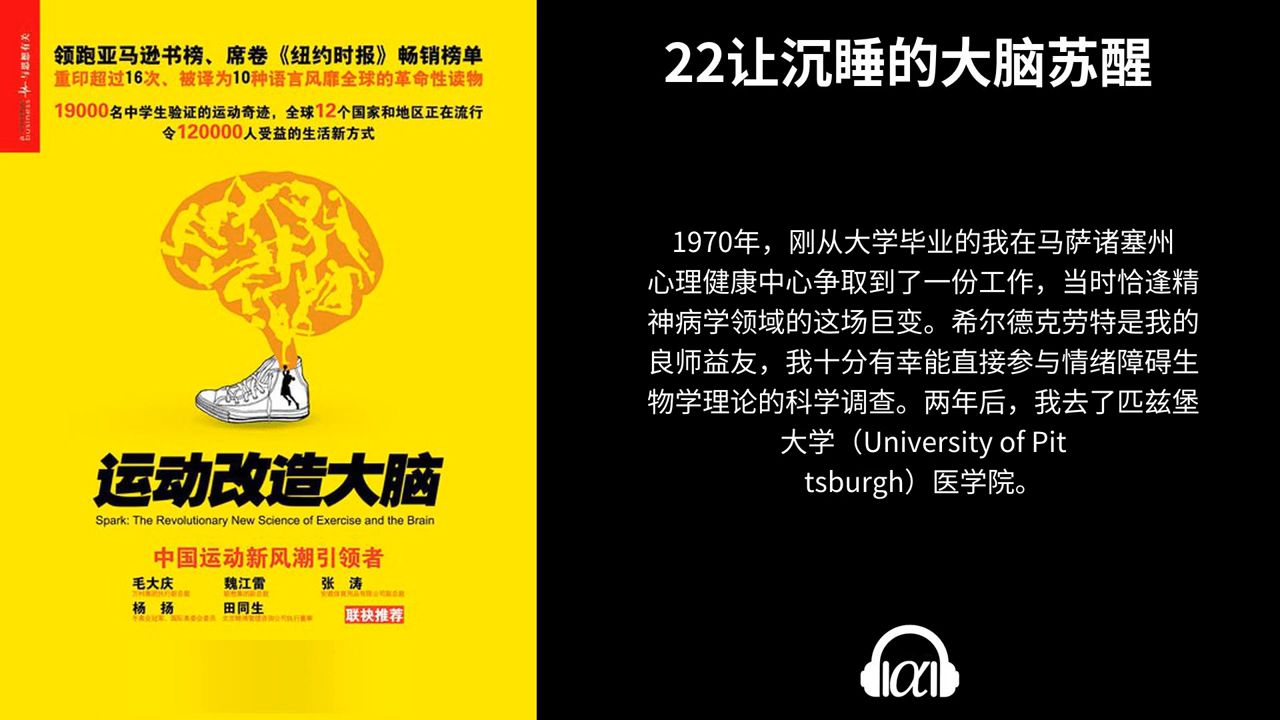 与思想有关
business
领跑亚马逊书榜、席卷《纽约时报》畅销榜单
重印超过16次、被译为10种语言风靡全球的革命性读物
19000名中学生验证的运动奇迹，全球12个国家和地区正在流行
令120000人受益的生活新方式
运动改造大脑
Spark: The Revolutionary New Science of Exercise and the Brain
中国运动新风潮引领者
毛大庆 魏江雷 张 涛
杨 扬 田同生
联袂推荐
22让沉睡的大脑苏醒
1970年，刚从大学毕业的我在马萨诸塞州
心理健康中心争取到了一份工作，当时恰逢精
神病学领域的这场巨变。希尔德克劳特是我的
良师益友，我十分有幸能直接参与情绪障碍生
物学理论的科学调查。两年后，我去了匹兹堡
大学（University of Pit
tsburgh）医学院。